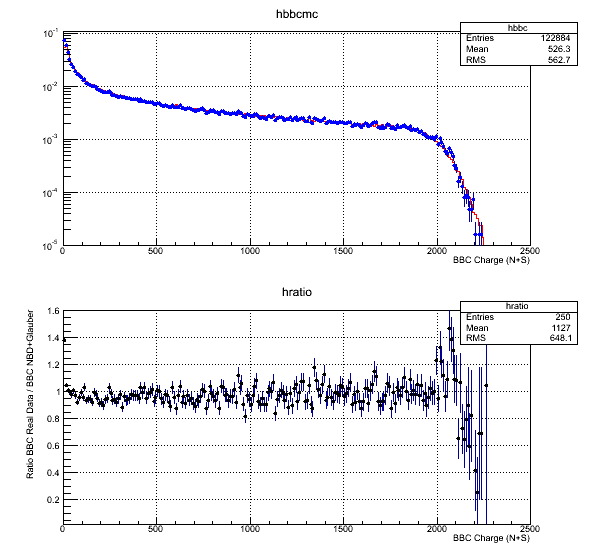 hbbcmc
hbbc
Entries 122884
Mean 526.3
RMS 562.7
10^-1
10^-2
10^-3
10^-4
10^-5
0 500 1000 1500 2000 2500
BBC Charge (N+S)
hratio
hratio
Entries 250
Mean 1127
RMS 648.1
Ratio BBC Real Data / BBC NBD+Glauber
1.6
1.4
1.2
1
0.8
0.6
0.4
0.2
0
0 500 1000 1500 2000 2500
BBC Charge (N+S)